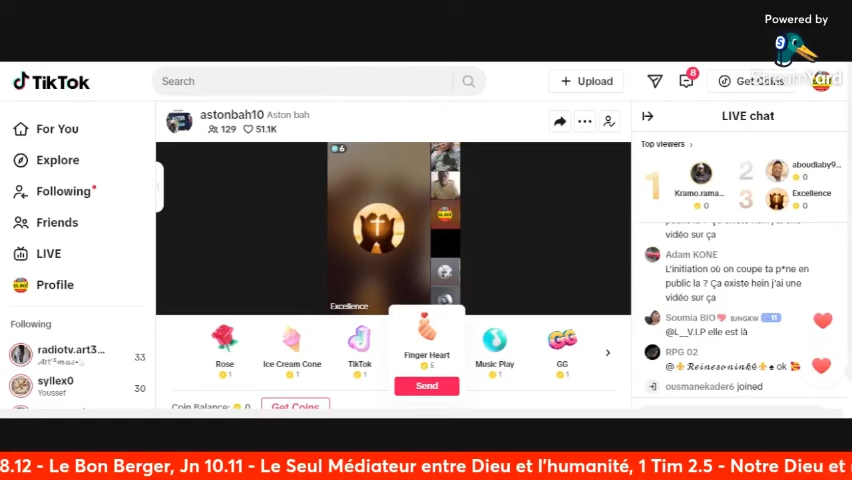 Powered by
StreamYard
TikTok
Search
Upload
8
Get Coins
For You
Explore
Following
Friends
LIVE
Profile
Following
radiotv.art3...
33
syllex0
Youssef
30
astonbah10 Aston bah
129 51.1K
6
Excellence
Rose
1
Ice Cream Cone
1
TikTok
1
Finger Heart
5
Send
Music Play
1
GG
1
Coin Balance: 0
Get Coins
LIVE chat
Top viewers
1
Kramo.rama...
0
2
aboudiaby9...
0
3
Excellence
0
vidéo sur ça
Adam KONE
L'initiation où on coupe ta p*ne en
public la ? Ça existe hein j'ai une
vidéo sur ça
Soumia BIO BJNGKW 11
@L__V.I.P elle est là
RPG 02
@Reinesoninké ok
ousmanekader6 joined
8.12 - Le Bon Berger, Jn 10.11 - Le Seul Médiateur entre Dieu et l'humanité, 1 Tim 2.5 - Notre Dieu et